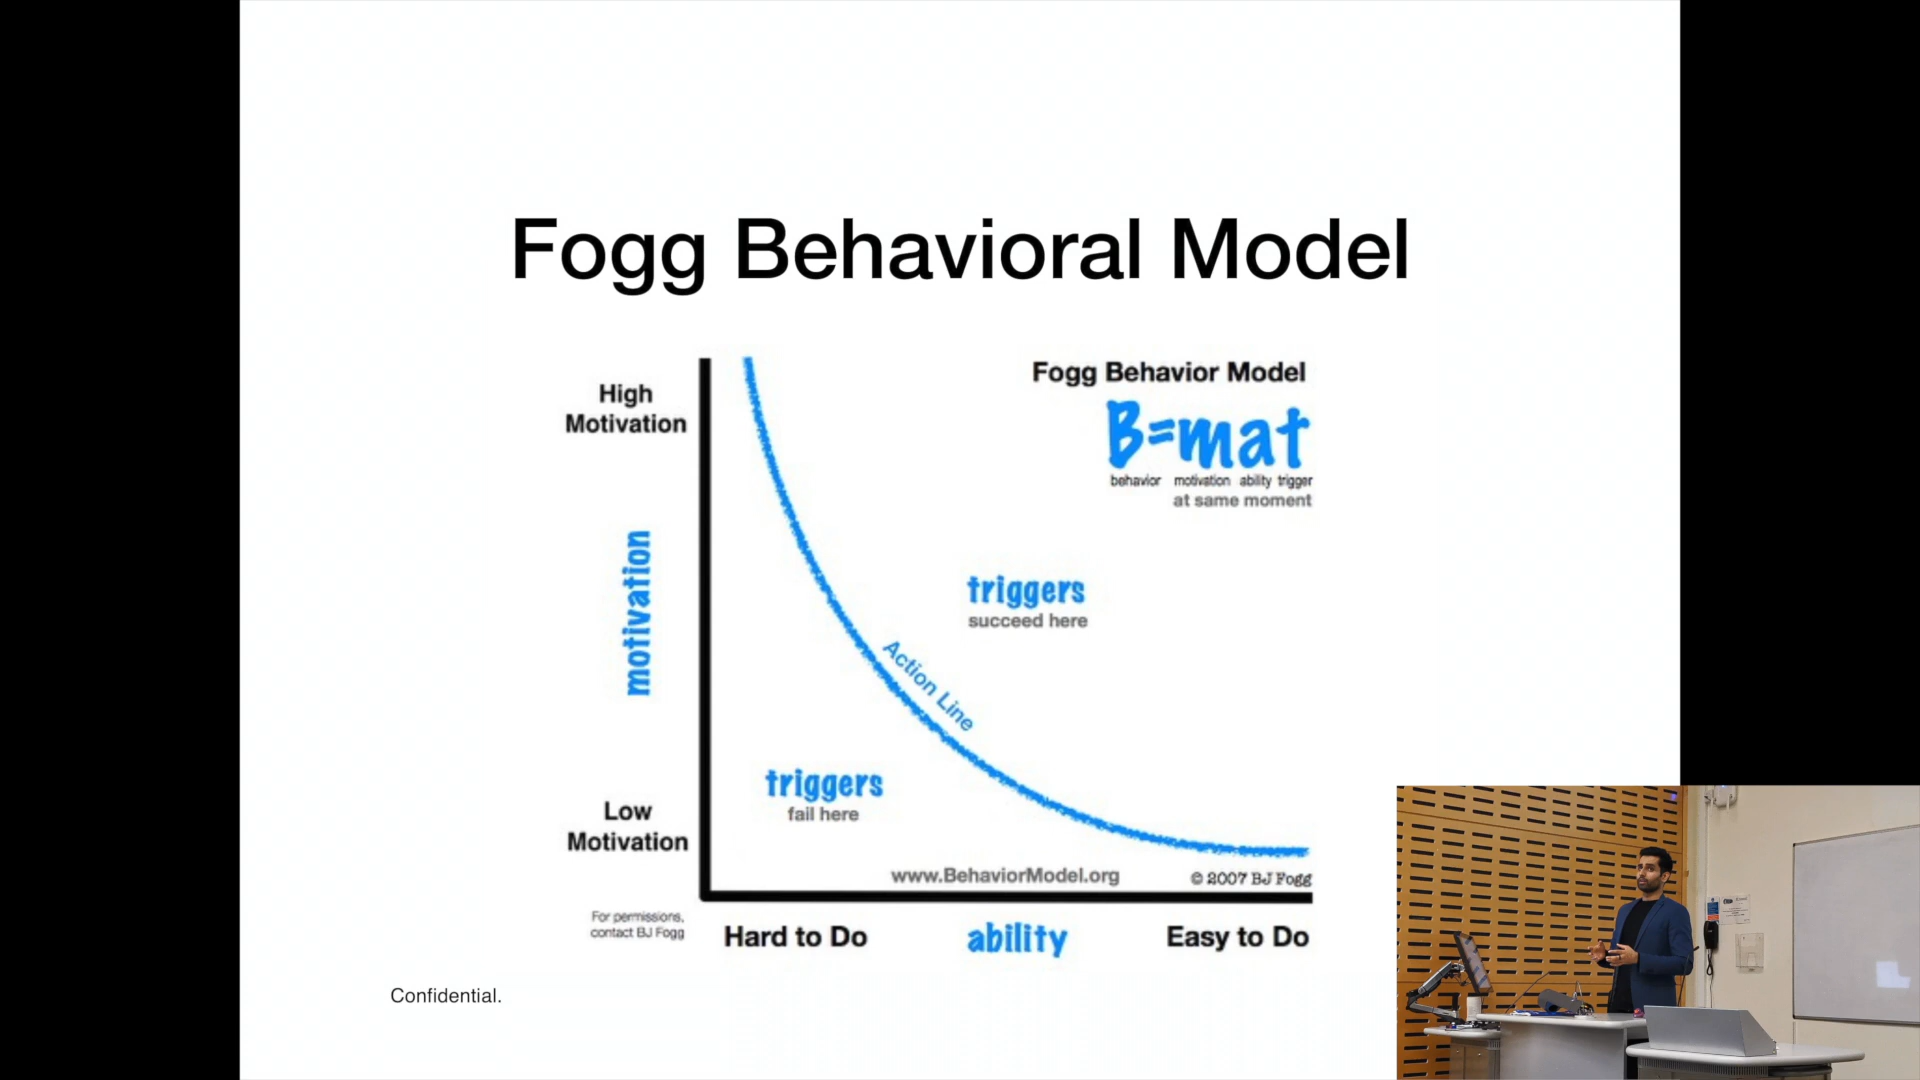 Fogg Behavioral Model
Fogg Behavior Model
B=mat
behavior motivation ability trigger
at same moment
High
Motivation
motivation
triggers
succeed here
Action Line
triggers
fail here
Low
Motivation
www.BehaviorModel.org
© 2007 BJ Fogg
For permissions,
contact BJ Fogg
Hard to Do
ability
Easy to Do
Confidential.